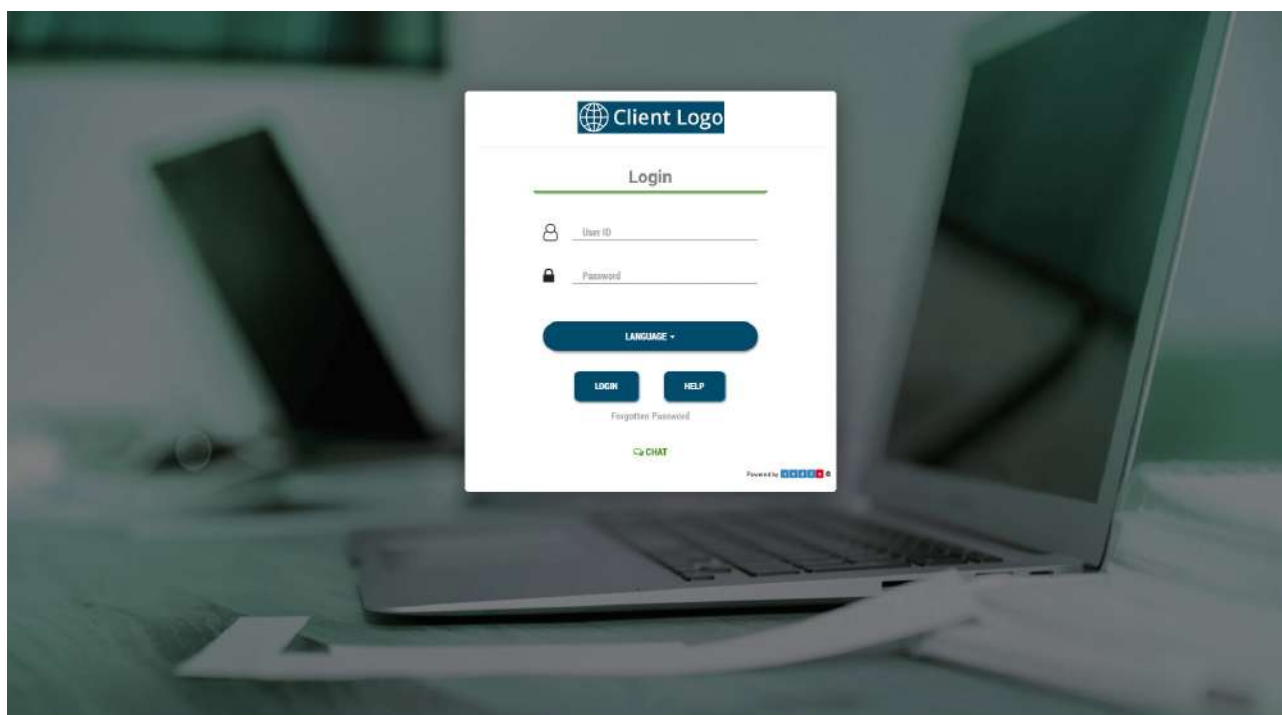 Client Logo
Login
User ID
Password
LANGUAGE
LOGIN HELP
Forgotten Password
CHAT
Powered by